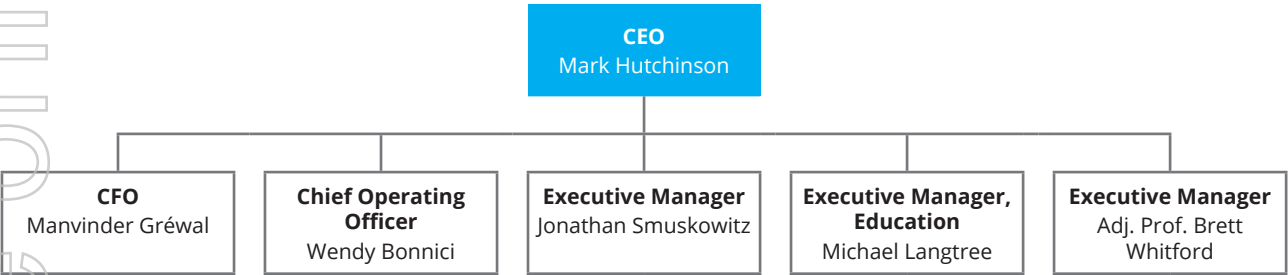 CEO
Mark Hutchinson
CFO
Manvinder Gréwal
Chief Operating
Officer
Wendy Bonnici
Executive Manager
Jonathan Smuskowitz
Executive Manager,
Education
Michael Langtree
Executive Manager
Adj. Prof. Brett
Whitford